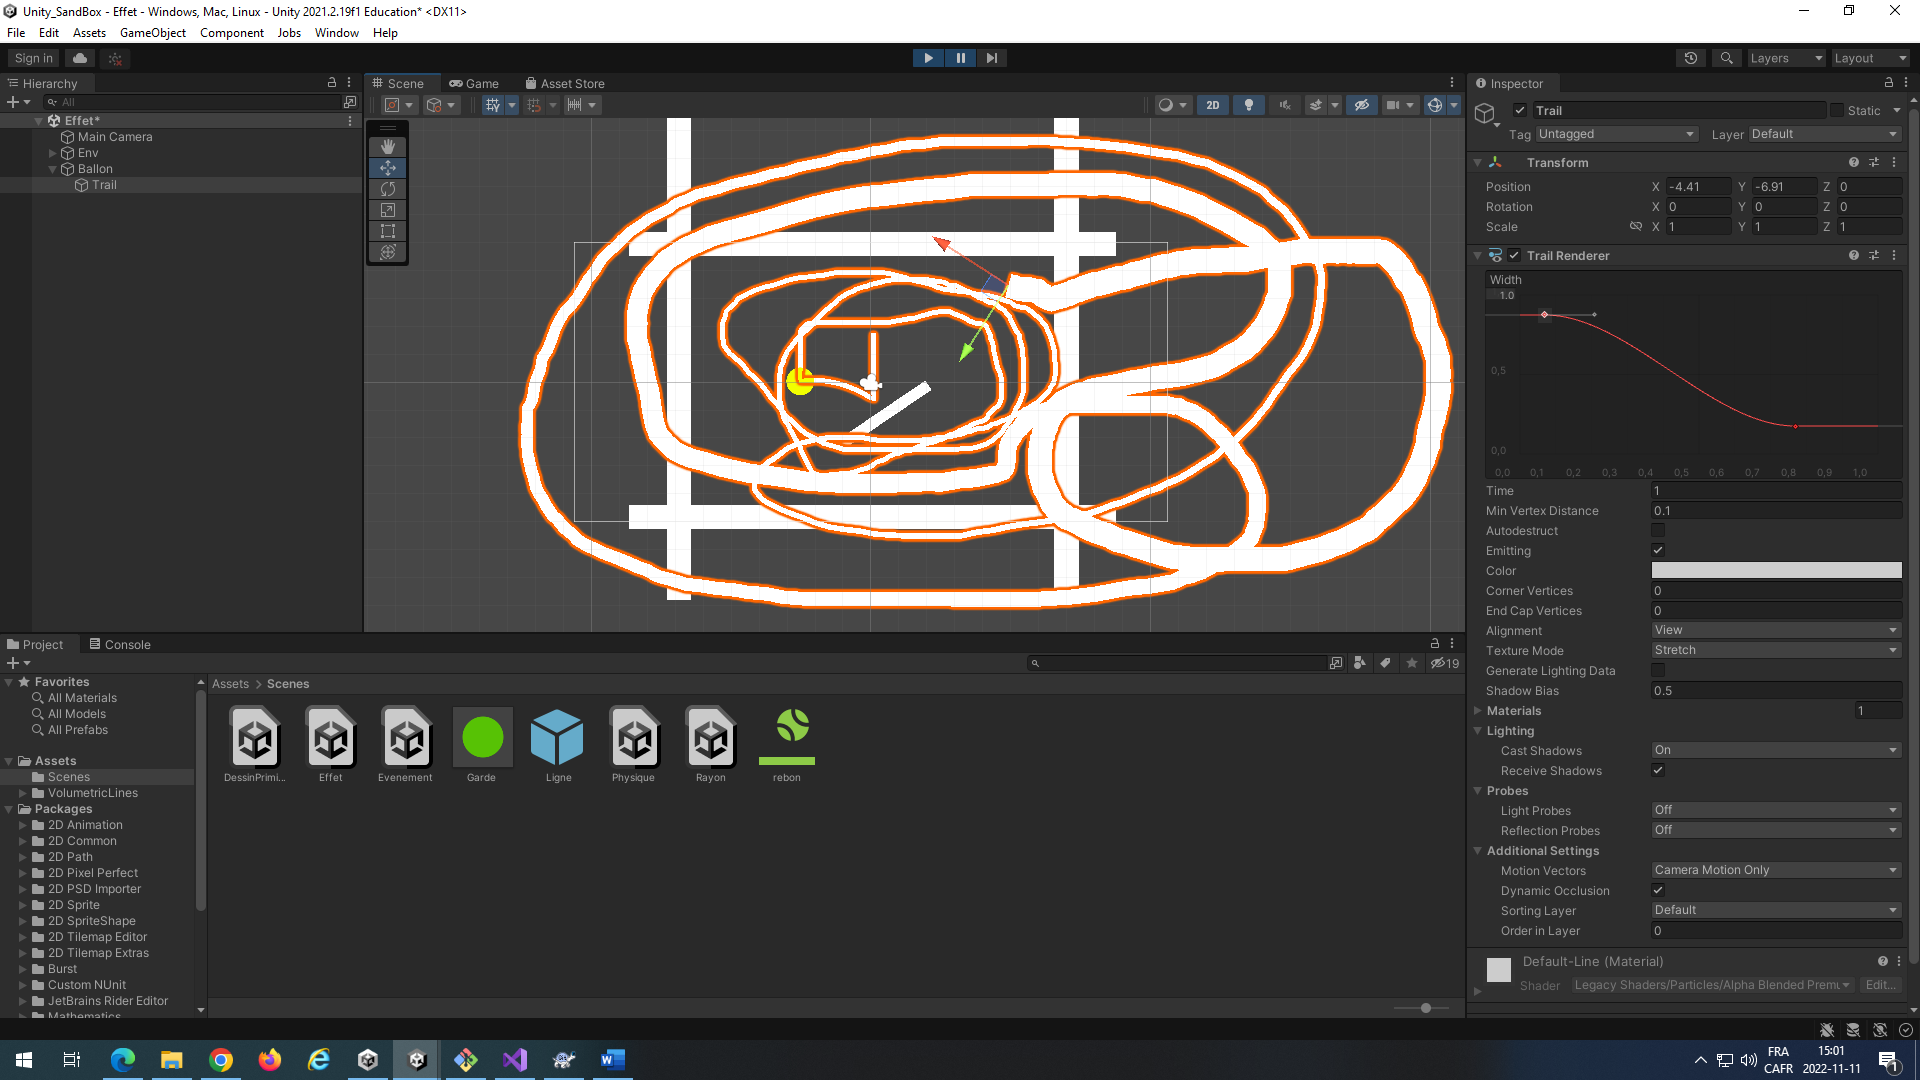 Unity_SandBox - Effet - Windows, Mac, Linux - Unity 2021.2.19f1 Education* <DX11>
File Edit Assets GameObject Component Jobs Window Help
Sign in Layers Layout
Hierarchy
All
Effet*
Main Camera
Env
Ballon
Trail
Scene Game Asset Store
2D
Inspector
Trail Static
Tag Untagged Layer Default
Transform
Position X -4.41 Y -6.91 Z 0
Rotation X 0 Y 0 Z 0
Scale X 1 Y 1 Z 1
Trail Renderer
Width
1.0
0,5
0,0
0,0 0,1 0,2 0,3 0,4 0,5 0,6 0,7 0,8 0,9 1,0
Time 1
Min Vertex Distance 0.1
Autodestruct
Emitting
Color
Corner Vertices 0
End Cap Vertices 0
Alignment View
Texture Mode Stretch
Generate Lighting Data
Shadow Bias 0.5
Materials 1
Lighting
Cast Shadows On
Receive Shadows
Probes
Light Probes Off
Reflection Probes Off
Additional Settings
Motion Vectors Camera Motion Only
Dynamic Occlusion
Sorting Layer Default
Order in Layer 0
Default-Line (Material)
Shader Legacy Shaders/Particles/Alpha Blended Premu Edit...
Project Console
19
Favorites
All Materials
All Models
All Prefabs
Assets
Scenes
VolumetricLines
Packages
2D Animation
2D Common
2D Path
2D Pixel Perfect
2D PSD Importer
2D Sprite
2D SpriteShape
2D Tilemap Editor
2D Tilemap Extras
Burst
Custom NUnit
JetBrains Rider Editor
Mathematics
Assets > Scenes
DessinPrimi... Effet Evenement Garde Ligne Physique Rayon rebon
FRA
CAFR
15:01
2022-11-11
1